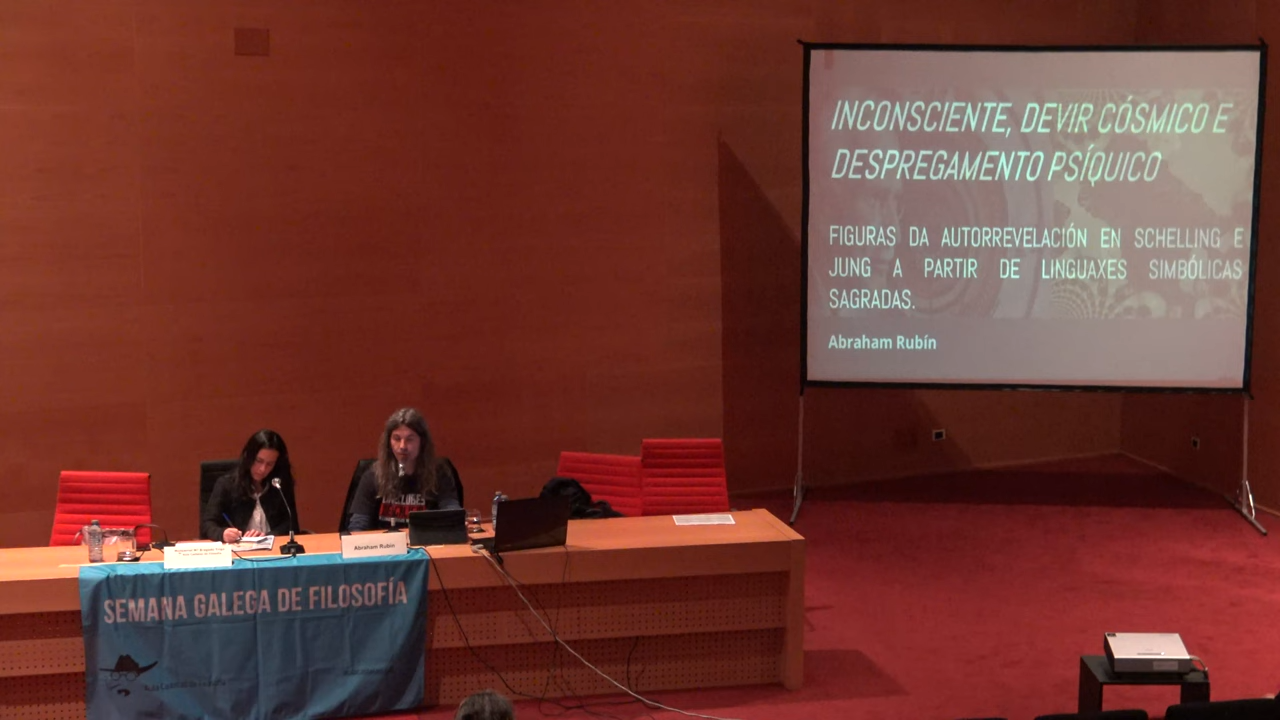 INCONSCIENTE, DEVIR CÓSMICO E
DESPREGAMENTO PSÍQUICO
FIGURAS DA AUTORREVELACIÓN EN SCHELLING E
JUNG A PARTIR DE LINGUAXES SIMBÓLICAS
SAGRADAS.
Abraham Rubín
Abraham Rubín
SEMANA GALEGA DE FILOSOFÍA